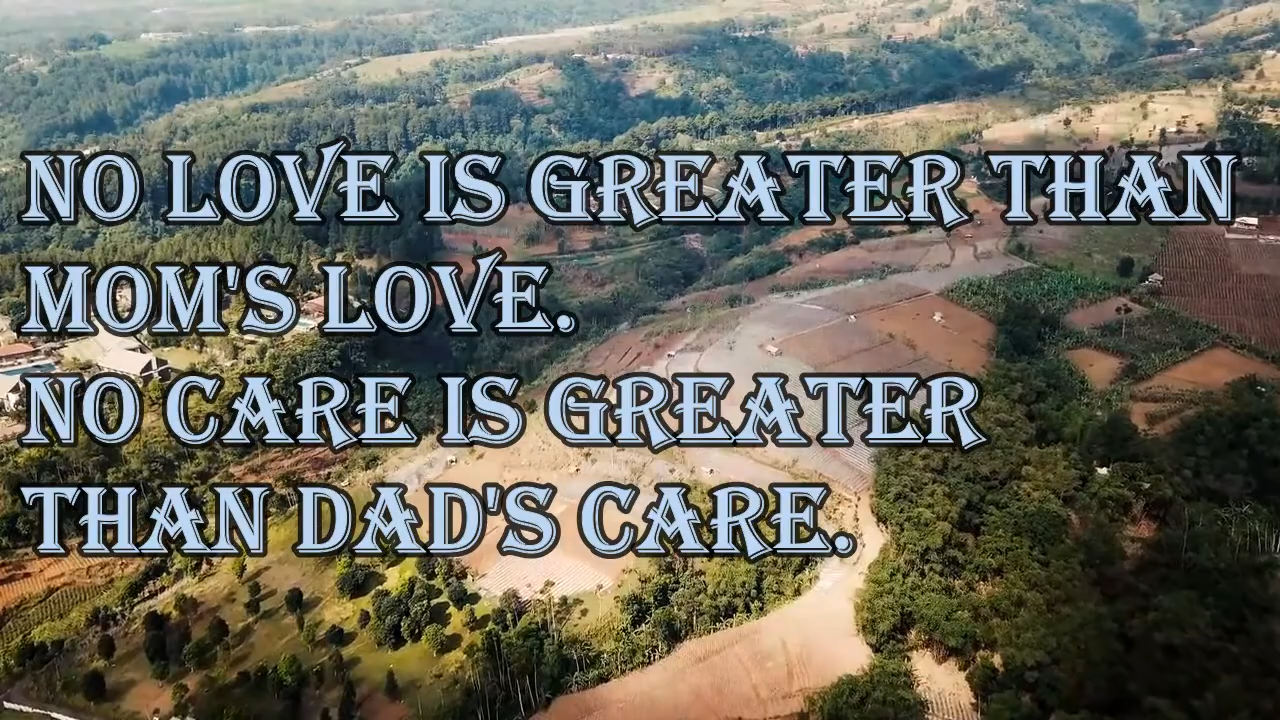 NO LOVE IS GREATER THAN
MOM'S LOVE.
NO CARE IS GREATER
THAN DAD'S CARE.